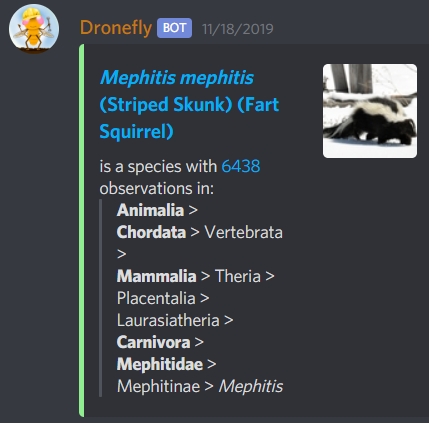 Dronefly BOT 11/18/2019
Mephitis mephitis
(Striped Skunk) (Fart
Squirrel)
is a species with 6438
observations in:
Animalia >
Chordata > Vertebrata
>
Mammalia > Theria >
Placentalia >
Laurasiatheria >
Carnivora >
Mephitidae >
Mephitinae > Mephitis